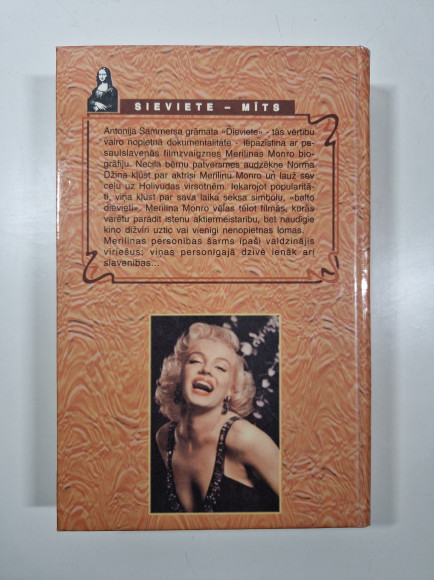 SIEVIETE – MĪTS
Antonija Sammersa grāmata «Dieviete» - tās vērtību
vairo nopietnā dokumentalitāte - iepazīstina ar pa-
saulslavenās filmzvaigznes Merilinas Monro bio-
grāfiju. Necila bērnu patversmes audzēkne Norma
Džīna kļūst par aktrisi Merilinu Monro un lauž sev
ceļu uz Holivudas virsotnēm. Iekarojot popularitā-
ti, viņa kļūst par sava laika seksa simbolu, «balto
dievieti». Merilina Monro vēlas tēlot filmās, kurās
varētu parādīt īstenu aktiermeistarību, bet naudīgie
kino dižvīri uztic vai vienīgi nenopietnas lomas.
Merilinas personības šarms īpaši valdzinājis
vīriešus; viņas personīgajā dzīvē ienāk arī
slavenības...